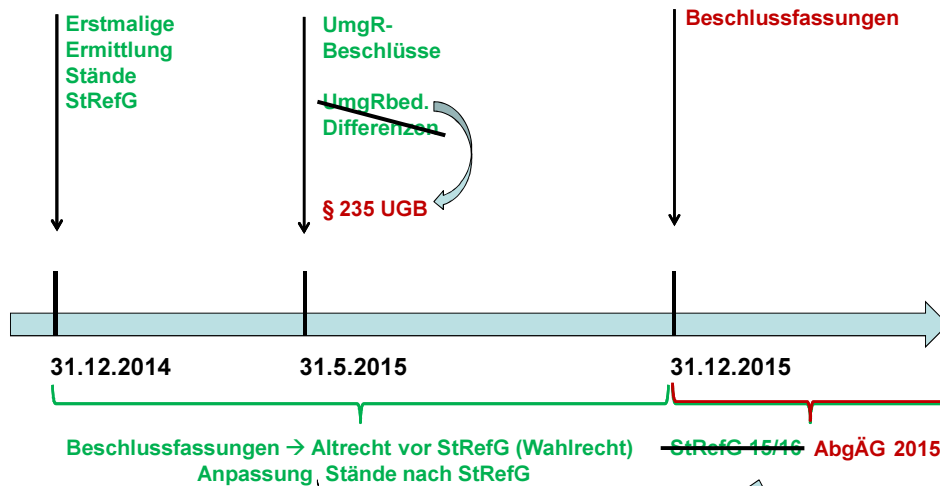 Erstmalige
Ermittlung
Stände
StRefG
UmgR-
Beschlüsse
UmgRbed.
Differenzen
§ 235 UGB
Beschlussfassungen
31.12.2014
31.5.2015
31.12.2015
Beschlussfassungen → Altrecht vor StRefG (Wahlrecht)
Anpassung Stände nach StRefG
StRefG 15/16 AbgÄG 2015